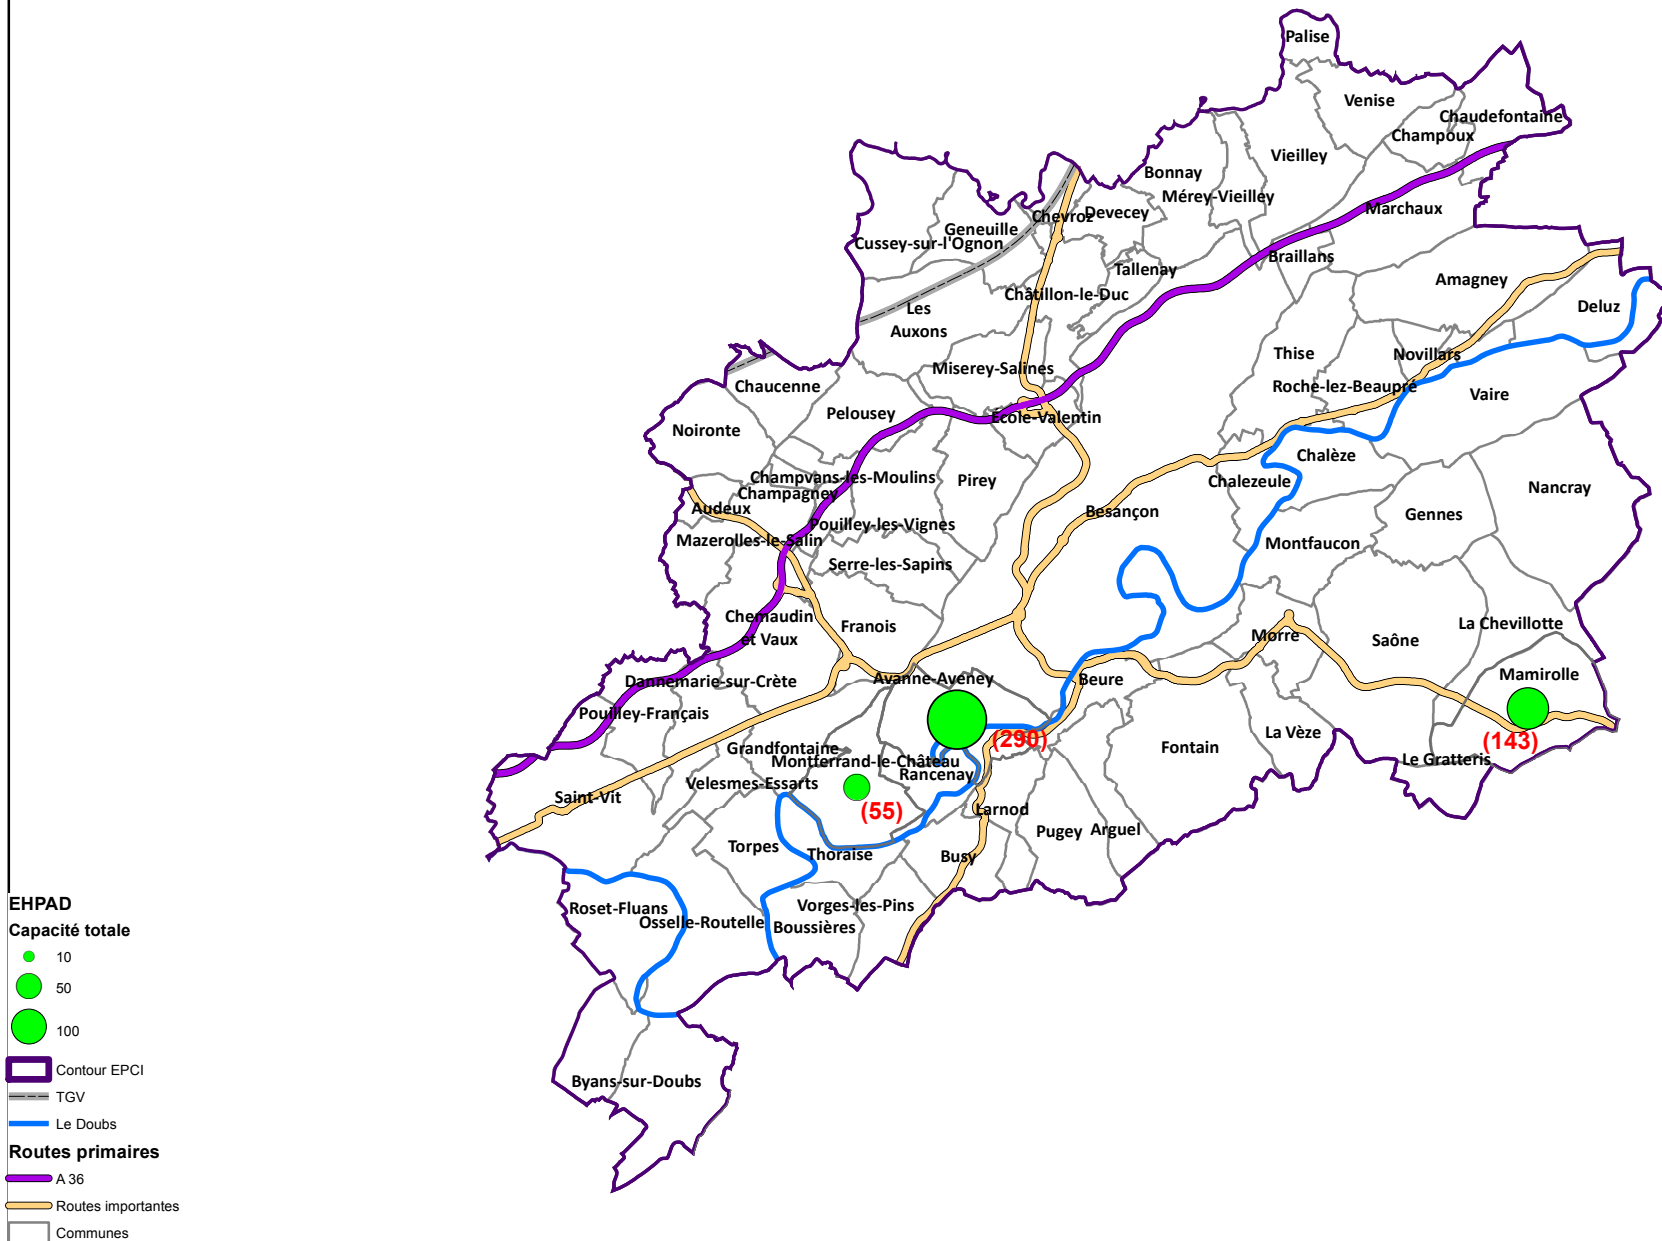 Palise
Venise
Chaudefontaine
Champoux
Vieilley
Bonnay
Mérey-Vieilley
Marchaux
Chevroz
Devecey
Geneuille
Cussey-sur-l'Ognon
Braillans
Tallenay
Amagney
Châtillon-le-Duc
Deluz
Les
Auxons
Thise
Novillars
Miserey-Salines
Chaucenne
Roche-lez-Beaupré
Vaire
Pelousey
École-Valentin
Noironte
Chalèze
Champvans-les-Moulins
Pirey
Chalezeule
Nancray
Champagney
Audeux
Besançon
Gennes
Pouilley-les-Vignes
Mazerolles-le-Salin
Montfaucon
Serre-les-Sapins
Chemaudin
et Vaux
Franois
La Chevillotte
Morre
Saône
Mamirolle
Avanne-Aveney
Beure
Dannemarie-sur-Crète
Pouilley-Français
La Vèze
(290)
(143)
Grandfontaine
Fontain
Montferrand-le-Château
Le Gratteris
Rancenay
Velesmes-Essarts
Saint-Vit
(55)
Larnod
Pugey
Arguel
Torpes
Thoraise
Busy
Vorges-les-Pins
Roset-Fluans
Osselle-Routelle
Boussières
Byans-sur-Doubs
EHPAD
Capacité totale
10
50
100
Contour EPCI
TGV
Le Doubs
Routes primaires
A 36
Routes importantes
Communes